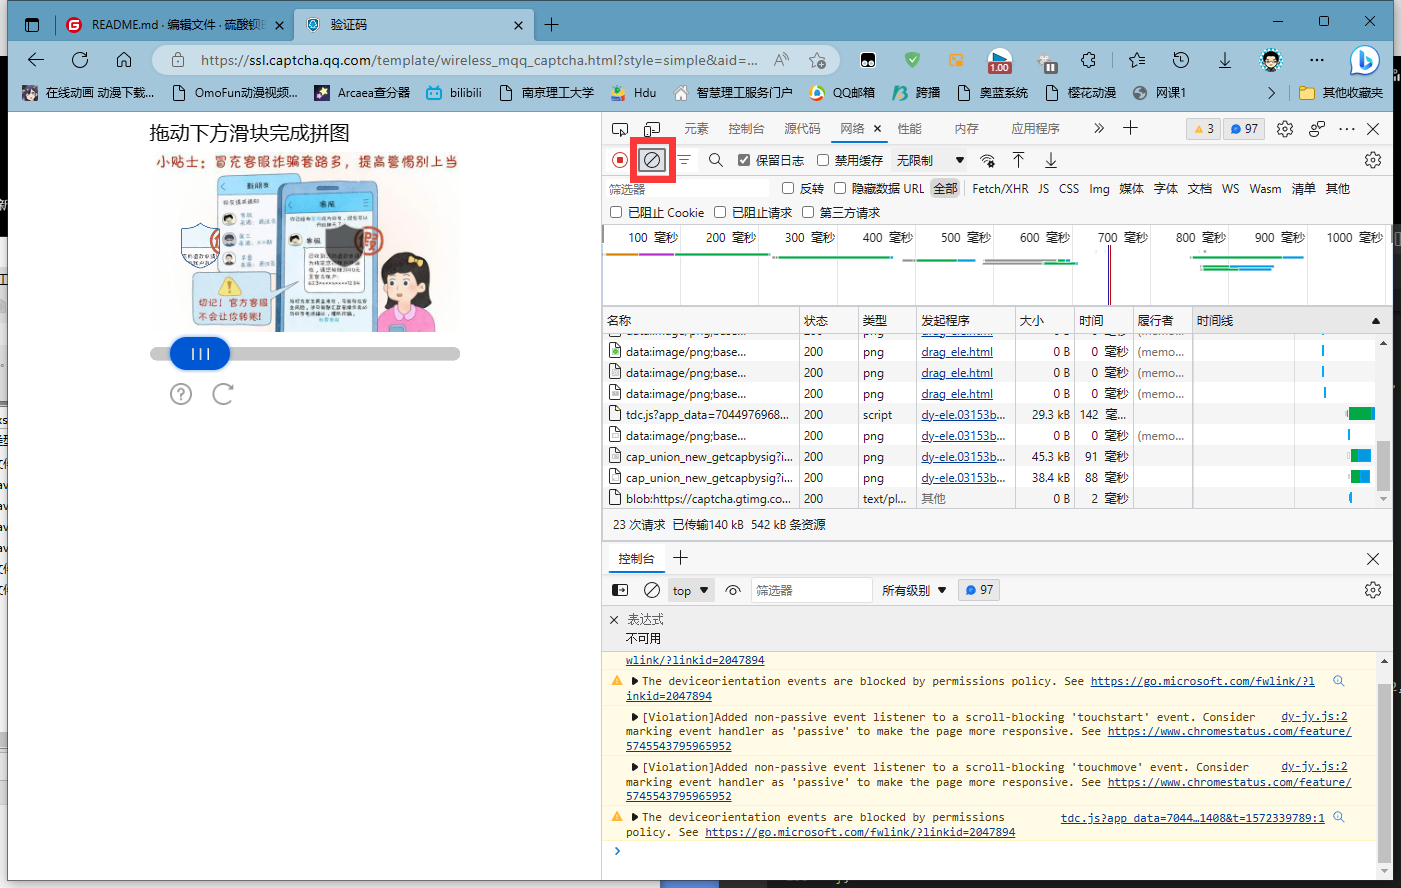 README.md · 编辑文件 · 硫酸钡
验证码
https://ssl.captcha.qq.com/template/wireless_mqq_captcha.html?style=simple&aid=...
1.00
在线动画 动漫下载...
OmoFun动漫视频...
Arcaea查分器
bilibili
南京理工大学
Hdu
智慧理工服务门户
QQ邮箱
跨播
奥蓝系统
樱花动漫
网课1
其他收藏夹
拖动下方滑块完成拼图
小贴士：冒充客服诈骗套路多，提高警惕别上当
客服
切记！官方客服
不会让你转账！
元素
控制台
源代码
网络
性能
内存
应用程序
3
97
保留日志
禁用缓存
无限制
筛选器
反转
隐藏数据 URL
全部
Fetch/XHR
JS
CSS
Img
媒体
字体
文档
WS
Wasm
清单
其他
已阻止 Cookie
已阻止请求
第三方请求
100 毫秒
200 毫秒
300 毫秒
400 毫秒
500 毫秒
600 毫秒
700 毫秒
800 毫秒
900 毫秒
1000 毫秒
名称 状态 类型 发起程序 大小 时间 履行者 时间线
data:image/png;base... 200 png drag_ele.html 0 B 0 毫秒 (memo...
data:image/png;base... 200 png drag_ele.html 0 B 0 毫秒 (memo...
data:image/png;base... 200 png drag_ele.html 0 B 0 毫秒 (memo...
data:image/png;base... 200 png drag_ele.html 0 B 0 毫秒 (memo...
tdc.js?app_data=7044976968... 200 script dy-ele.03153b... 29.3 kB 142 毫...
data:image/png;base... 200 png dy-ele.03153b... 0 B 0 毫秒 (memo...
cap_union_new_getcapbysig?i... 200 png dy-ele.03153b... 45.3 kB 91 毫秒
cap_union_new_getcapbysig?i... 200 png dy-ele.03153b... 38.4 kB 88 毫秒
blob:https://captcha.gtimg.co... 200 text/pl... 其他 0 B 2 毫秒
23 次请求 已传输140 kB 542 kB 条资源
控制台
top
筛选器
所有级别
97
表达式
不可用
wlink/?linkid=2047894
The deviceorientation events are blocked by permissions policy. See https://go.microsoft.com/fwlink/?l
inkid=2047894
[Violation]Added non-passive event listener to a scroll-blocking 'touchstart' event. Consider dy-jy.js:2
marking event handler as 'passive' to make the page more responsive. See https://www.chromestatus.com/feature/
5745543795965952
[Violation]Added non-passive event listener to a scroll-blocking 'touchmove' event. Consider dy-jy.js:2
marking event handler as 'passive' to make the page more responsive. See https://www.chromestatus.com/feature/
5745543795965952
The deviceorientation events are blocked by permissions tdc.js?app_data=7044…1408&t=1572339789:1
policy. See https://go.microsoft.com/fwlink/?linkid=2047894